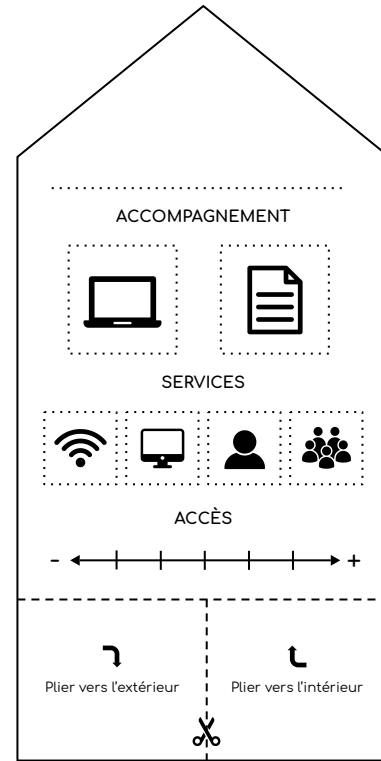 ACCOMPAGNEMENT
SERVICES
ACCÈS
- +
Plier vers l'extérieur
Plier vers l'intérieur